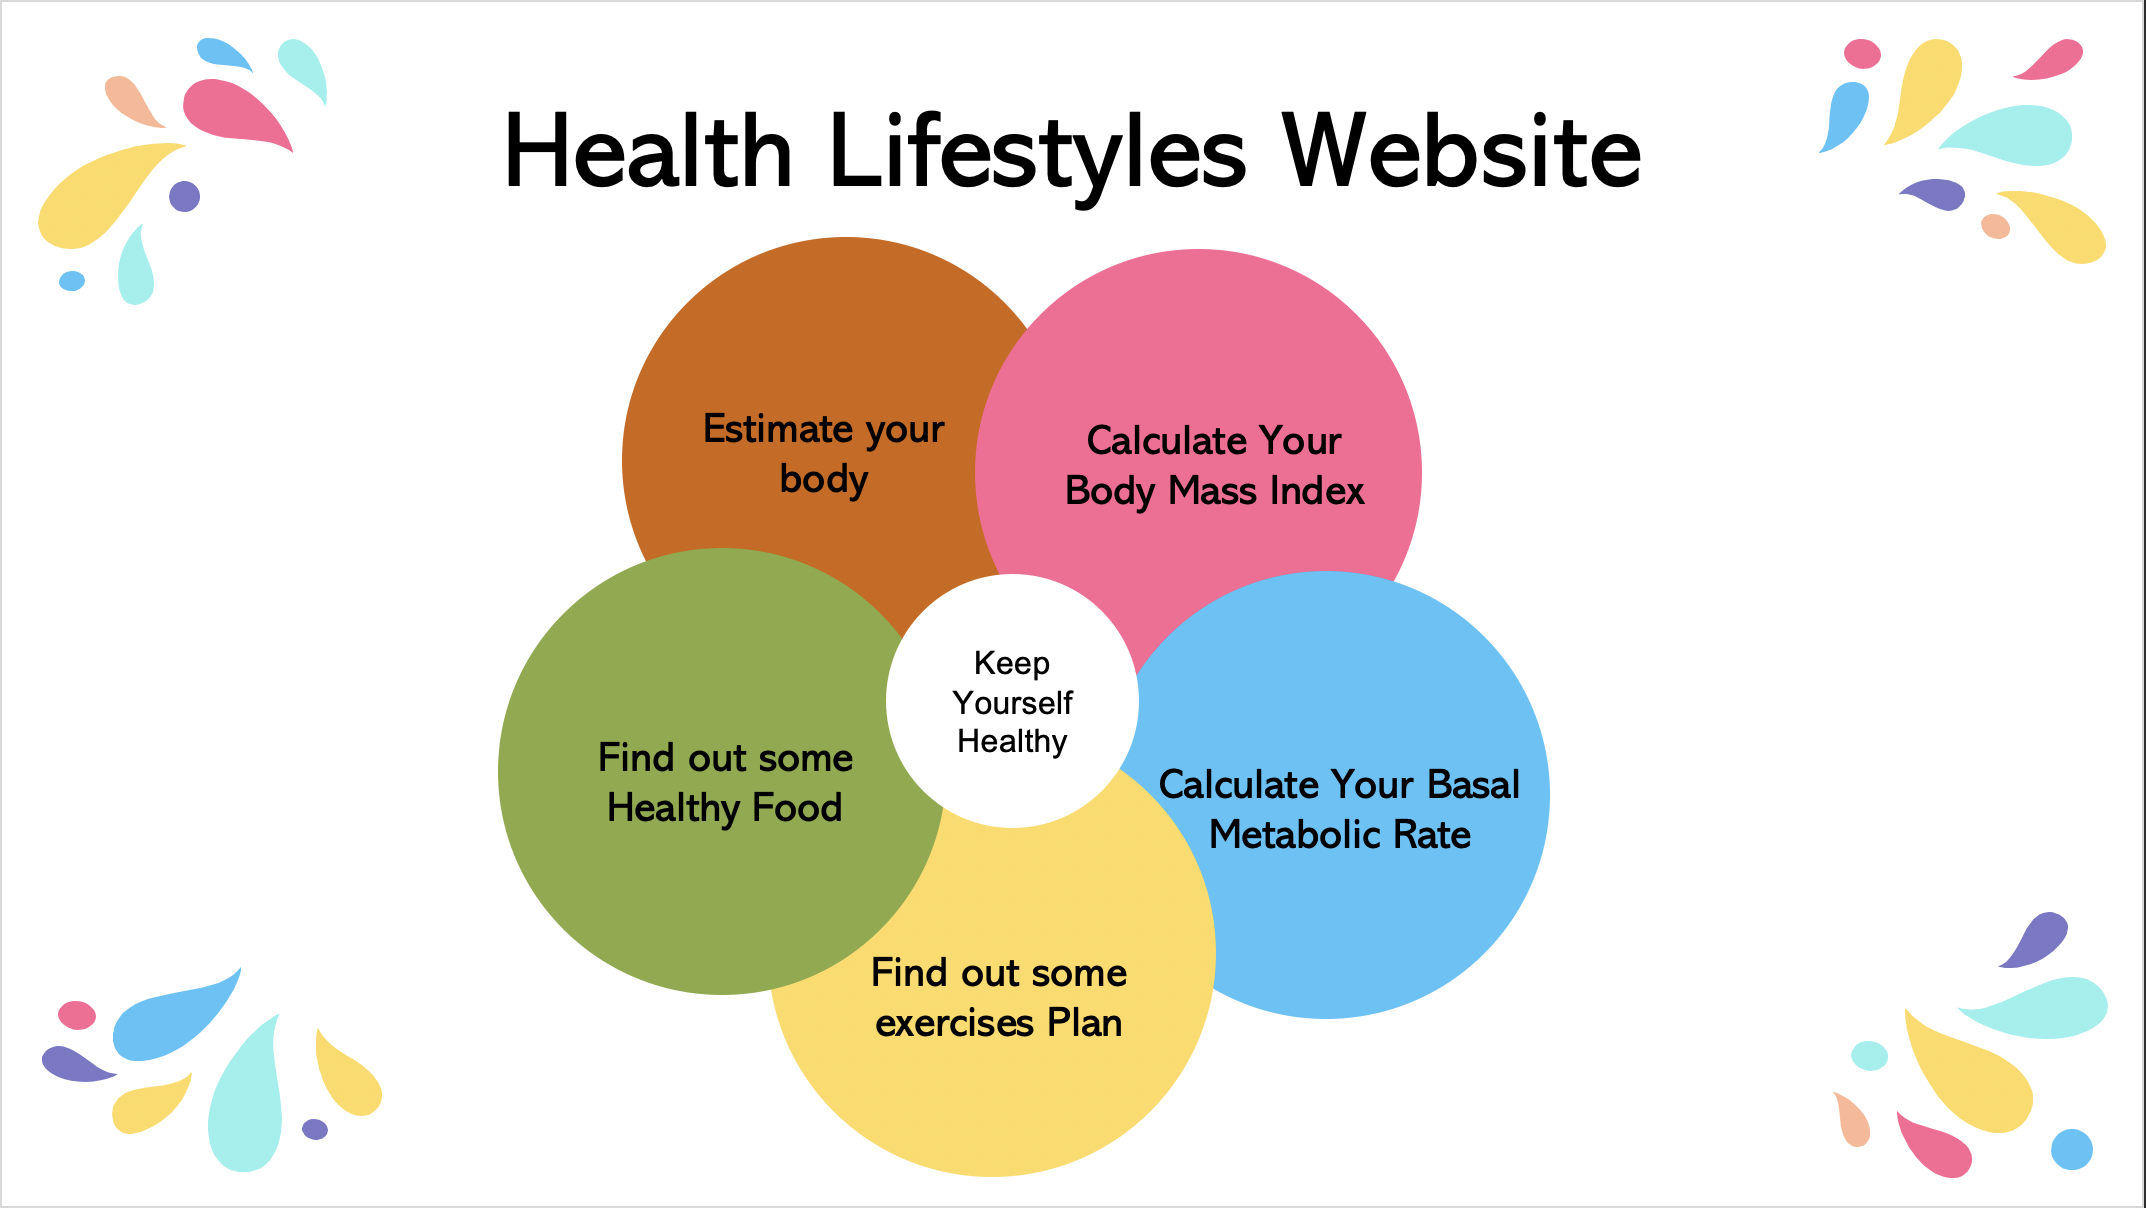 Health Lifestyles Website
Estimate your
body
Calculate Your
Body Mass Index
Keep
Yourself
Healthy
Find out some
Healthy Food
Calculate Your Basal
Metabolic Rate
Find out some
exercises Plan